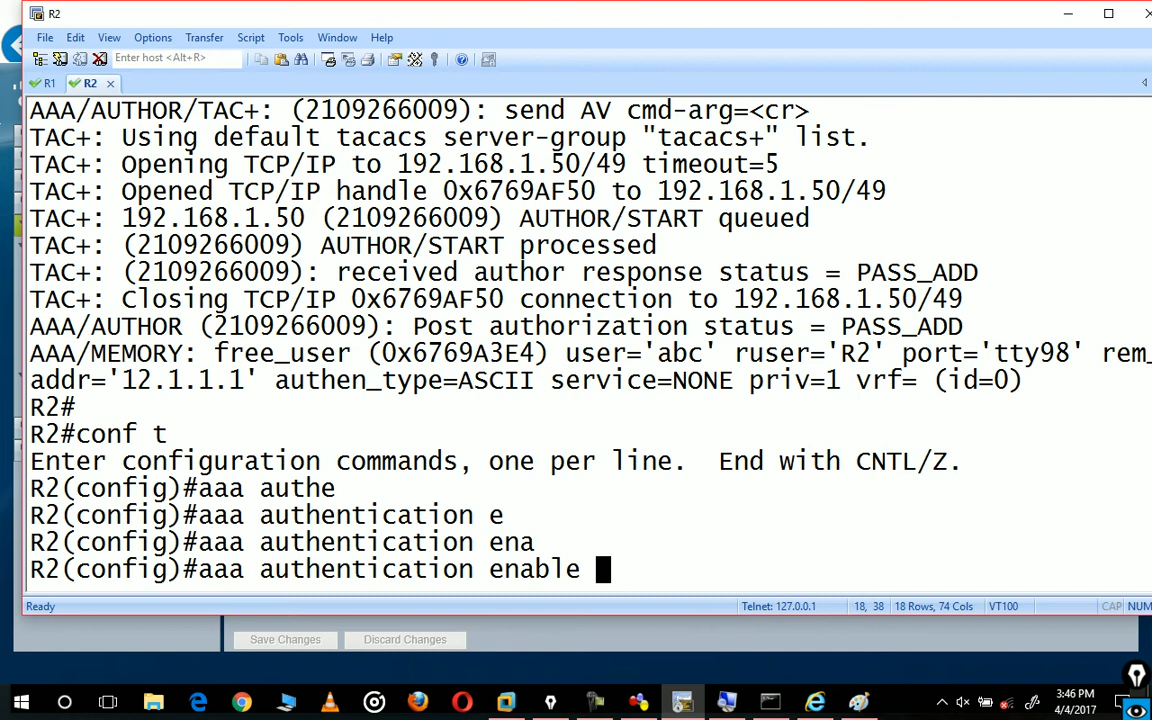 R2
File Edit View Options Transfer Script Tools Window Help
Enter host <Alt+R>
R1 R2
AAA/AUTHOR/TAC+: (2109266009): send AV cmd-arg=<cr>
TAC+: Using default tacacs server-group "tacacs+" list.
TAC+: Opening TCP/IP to 192.168.1.50/49 timeout=5
TAC+: Opened TCP/IP handle 0x6769AF50 to 192.168.1.50/49
TAC+: 192.168.1.50 (2109266009) AUTHOR/START queued
TAC+: (2109266009) AUTHOR/START processed
TAC+: (2109266009): received author response status = PASS_ADD
TAC+: Closing TCP/IP 0x6769AF50 connection to 192.168.1.50/49
AAA/AUTHOR (2109266009): Post authorization status = PASS_ADD
AAA/MEMORY: free_user (0x6769A3E4) user='abc' ruser='R2' port='tty98' rem_
addr='12.1.1.1' authen_type=ASCII service=NONE priv=1 vrf= (id=0)
R2#
R2#conf t
Enter configuration commands, one per line.  End with CNTL/Z.
R2(config)#aaa authe
R2(config)#aaa authentication e
R2(config)#aaa authentication ena
R2(config)#aaa authentication enable
Ready Telnet: 127.0.0.1 18, 38 18 Rows, 74 Cols VT100 CAP NUM
Save Changes Discard Changes
3:46 PM
4/4/2017